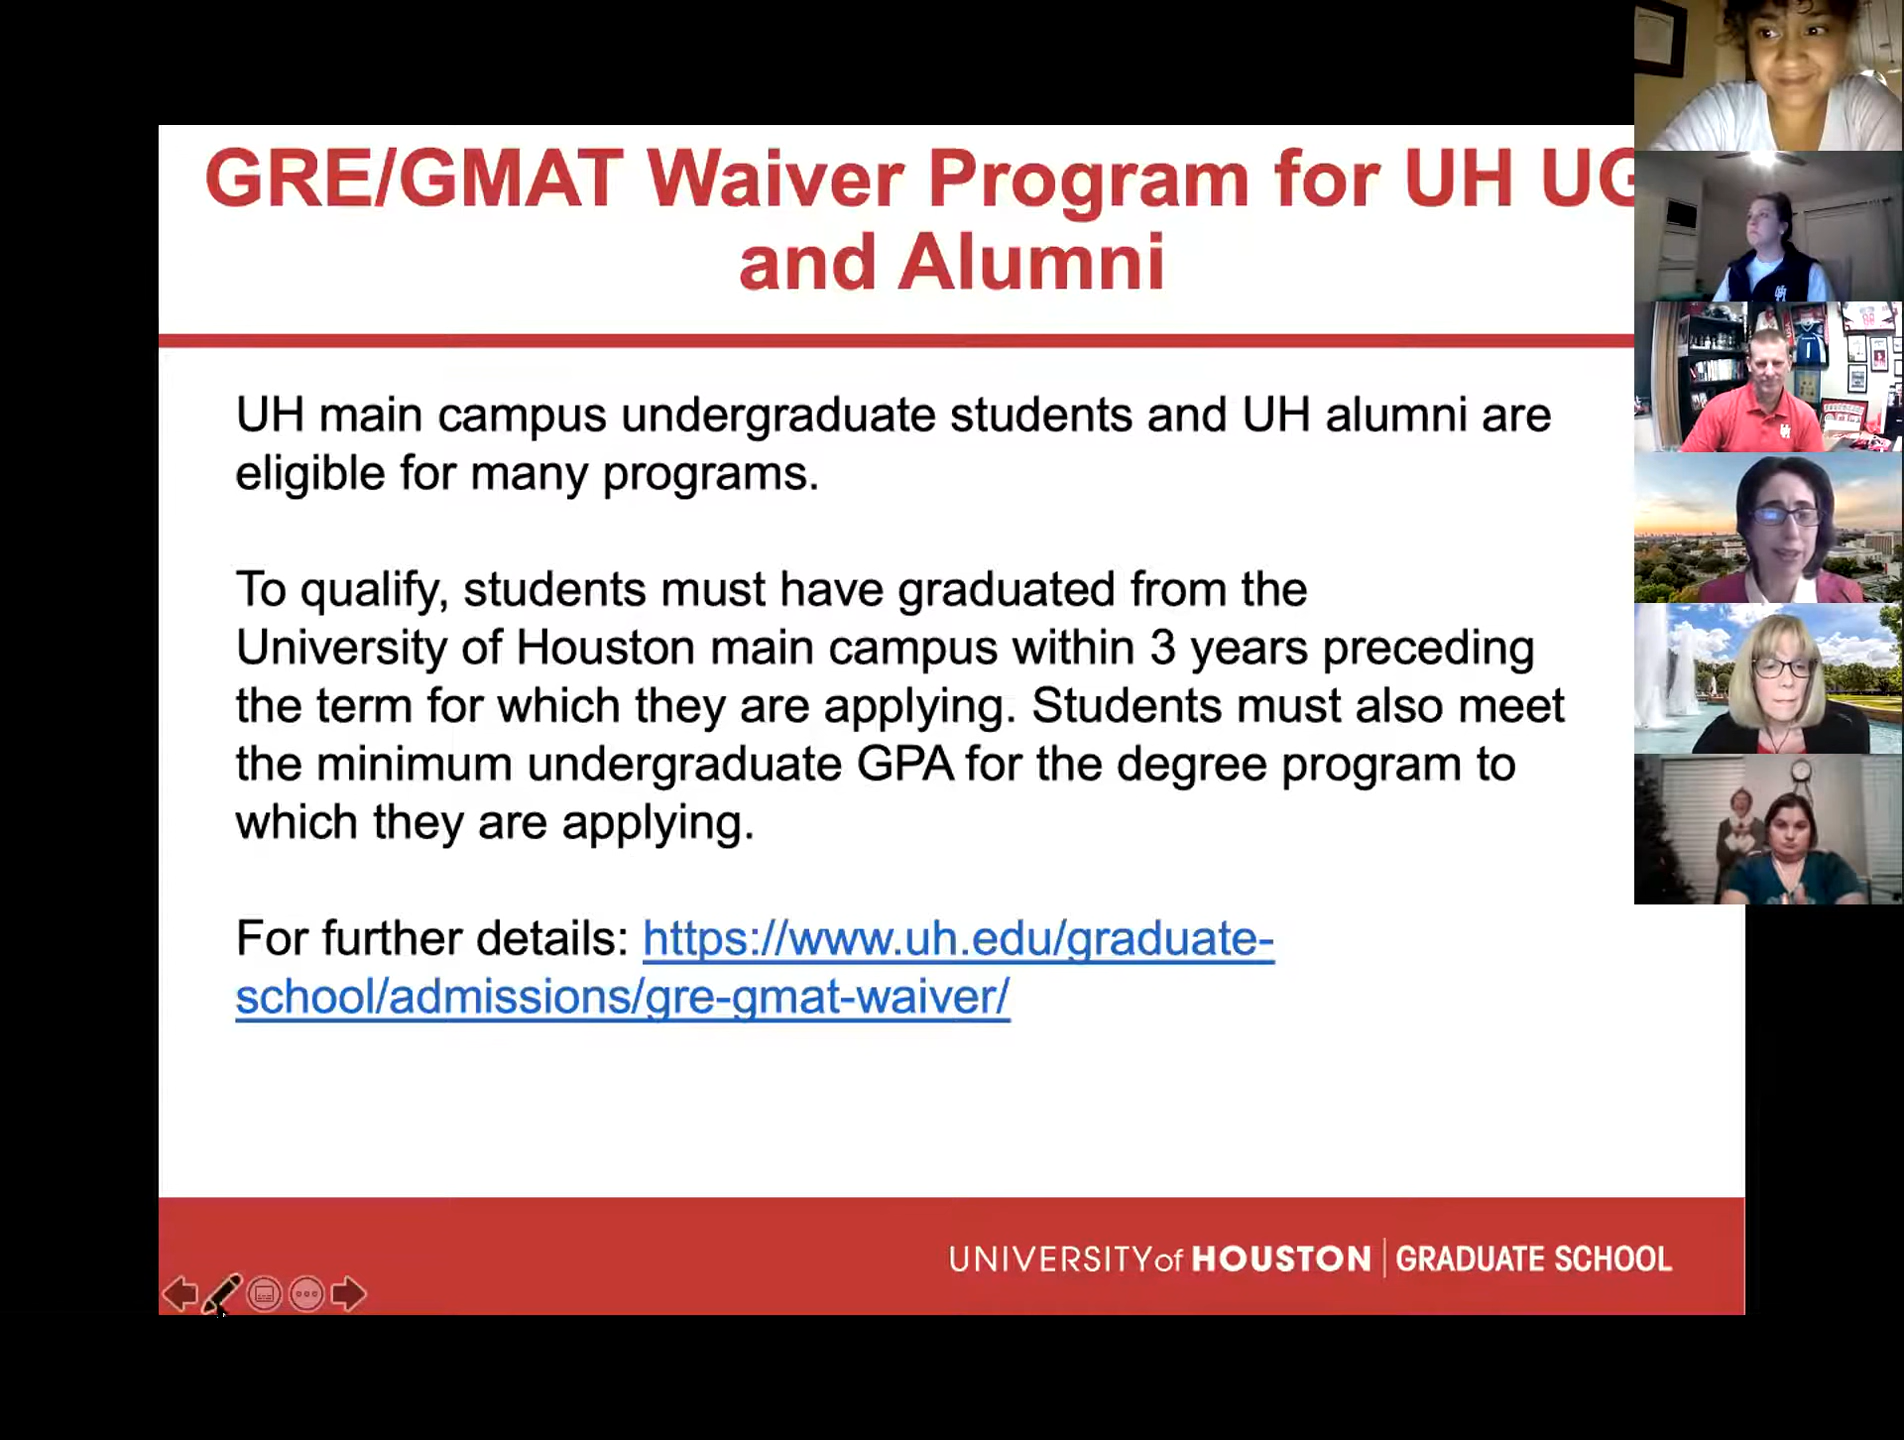 GRE/GMAT Waiver Program for UH UG
and Alumni
UH main campus undergraduate students and UH alumni are
eligible for many programs.
To qualify, students must have graduated from the
University of Houston main campus within 3 years preceding
the term for which they are applying. Students must also meet
the minimum undergraduate GPA for the degree program to
which they are applying.
For further details: https://www.uh.edu/graduate-
school/admissions/gre-gmat-waiver/
UNIVERSITY of HOUSTON | GRADUATE SCHOOL